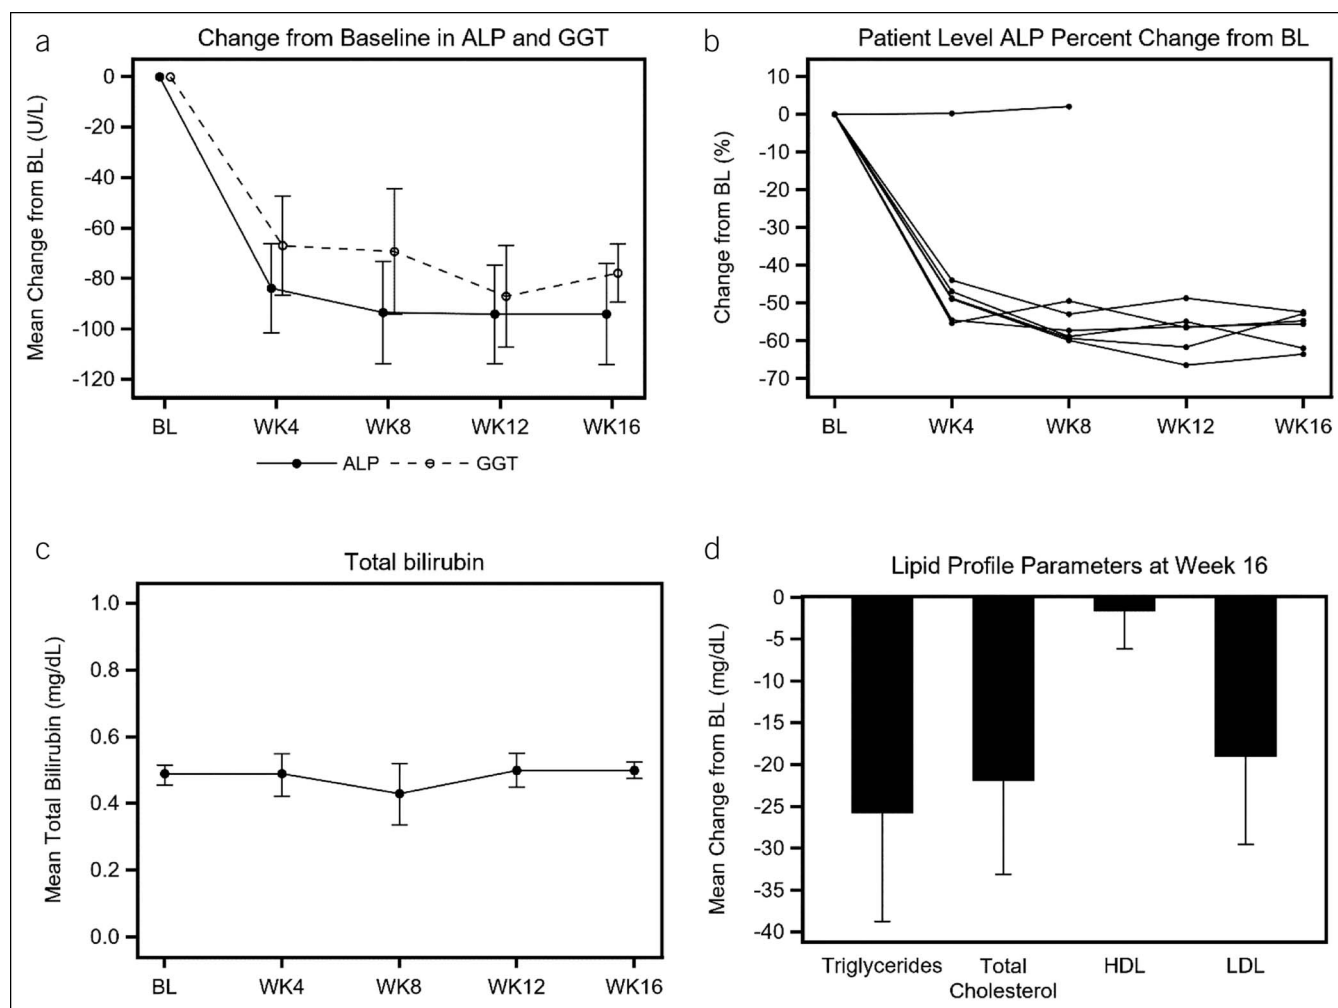 a
Change from Baseline in ALP and GGT
Mean Change from BL (U/L)
0
-20
-40
-60
-80
-100
-120
BL WK4 WK8 WK12 WK16
ALP GGT
b
Patient Level ALP Percent Change from BL
Change from BL (%)
10
0
-10
-20
-30
-40
-50
-60
-70
BL WK4 WK8 WK12 WK16
c
Total bilirubin
Mean Total Bilirubin (mg/dL)
1.0
0.8
0.6
0.4
0.2
0.0
BL WK4 WK8 WK12 WK16
d
Lipid Profile Parameters at Week 16
Mean Change from BL (mg/dL)
0
-5
-10
-15
-20
-25
-30
-35
-40
Triglycerides Total HDL LDL
Cholesterol